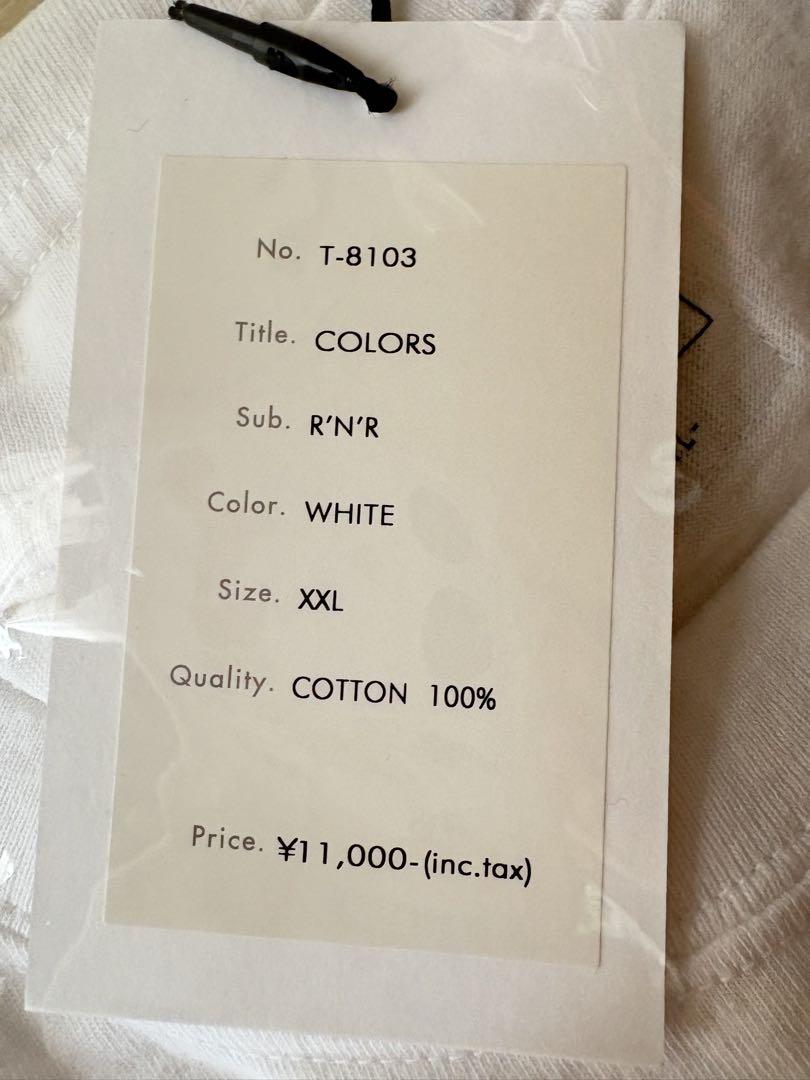 No. T-8103
Title. COLORS
Sub. R'N'R
Color. WHITE
Size. XXL
Quality. COTTON 100%
Price. ¥11,000-(inc.tax)